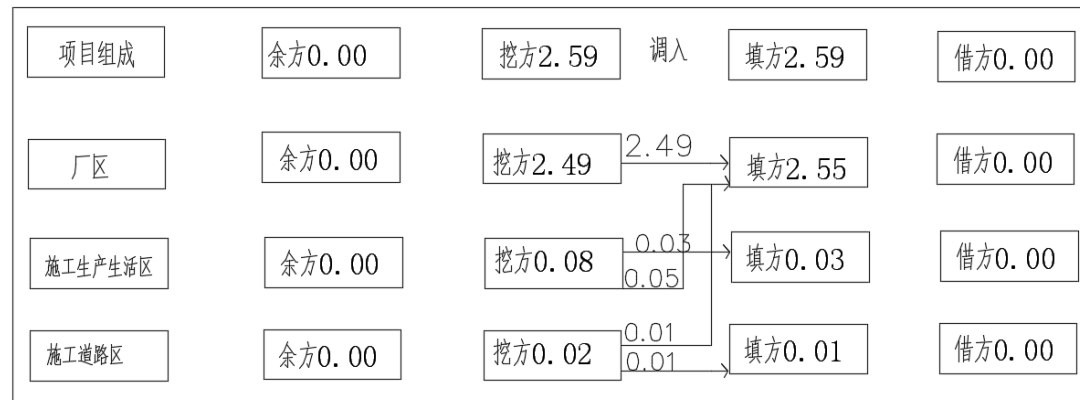 项目组成 余方0.00 挖方2.59 调入 填方2.59 借方0.00
厂区 余方0.00 挖方2.49 2.49 填方2.55 借方0.00
施工生产生活区 余方0.00 挖方0.08 0.03 填方0.03 借方0.00
0.05
施工道路区 余方0.00 挖方0.02 0.01 填方0.01 借方0.00
0.01